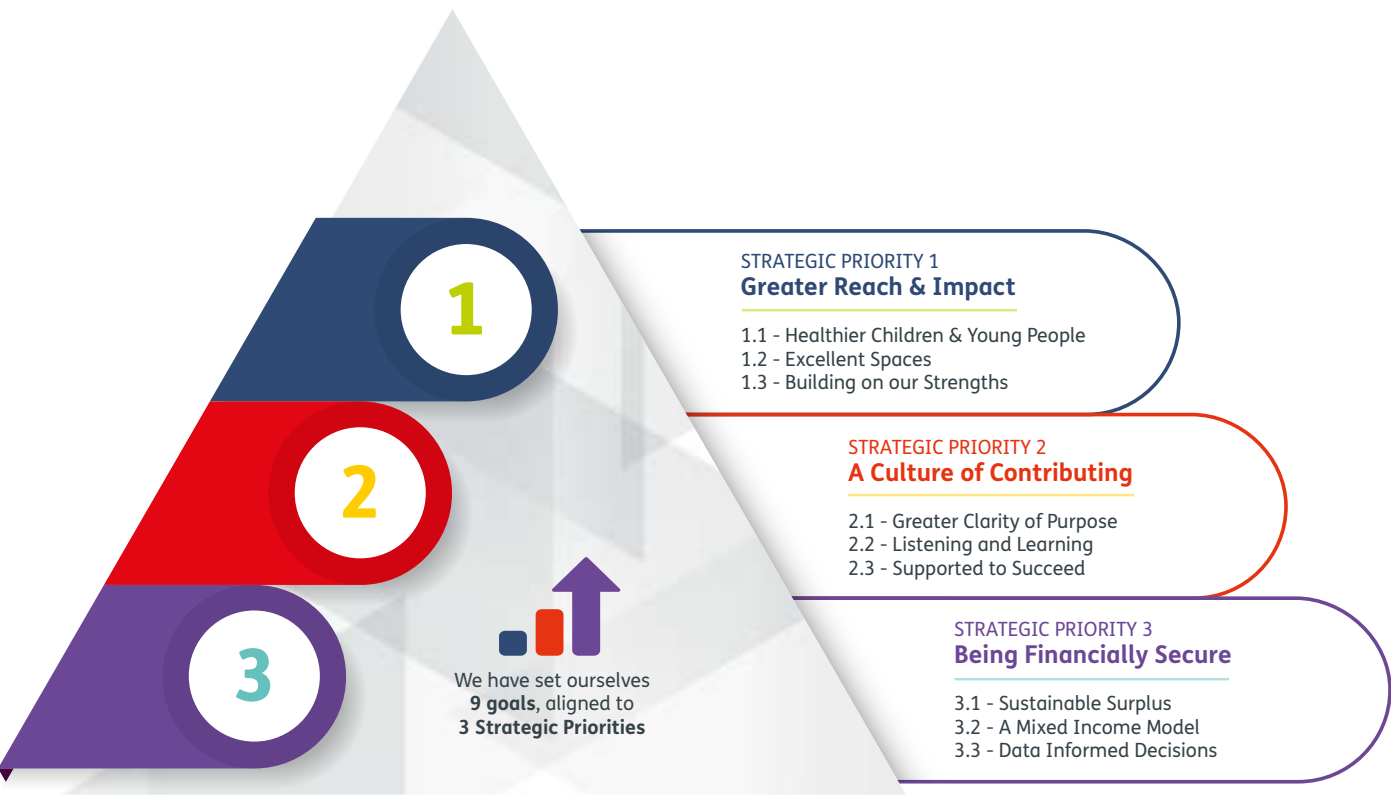 1
STRATEGIC PRIORITY 1
Greater Reach & Impact
1.1 - Healthier Children & Young People
1.2 - Excellent Spaces
1.3 - Building on our Strengths
2
STRATEGIC PRIORITY 2
A Culture of Contributing
2.1 - Greater Clarity of Purpose
2.2 - Listening and Learning
2.3 - Supported to Succeed
3
STRATEGIC PRIORITY 3
Being Financially Secure
3.1 - Sustainable Surplus
3.2 - A Mixed Income Model
3.3 - Data Informed Decisions
We have set ourselves
9 goals, aligned to
3 Strategic Priorities